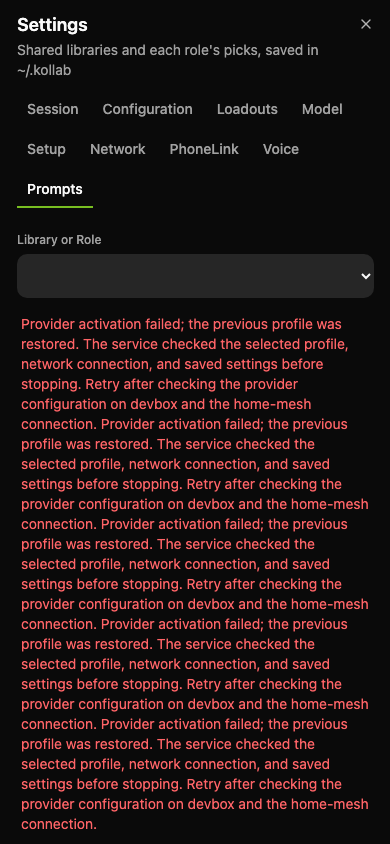 Settings
Shared libraries and each role's picks, saved in
~/.kollab
Session Configuration Loadouts Model
Setup Network PhoneLink Voice
Prompts
Library or Role
Provider activation failed; the previous profile was
restored. The service checked the selected profile,
network connection, and saved settings before
stopping. Retry after checking the provider
configuration on devbox and the home-mesh
connection. Provider activation failed; the previous
profile was restored. The service checked the
selected profile, network connection, and saved
settings before stopping. Retry after checking the
provider configuration on devbox and the home-mesh
connection. Provider activation failed; the previous
profile was restored. The service checked the
selected profile, network connection, and saved
settings before stopping. Retry after checking the
provider configuration on devbox and the home-mesh
connection. Provider activation failed; the previous
profile was restored. The service checked the
selected profile, network connection, and saved
settings before stopping. Retry after checking the
provider configuration on devbox and the home-mesh
connection. Provider activation failed; the previous
profile was restored. The service checked the
selected profile, network connection, and saved
settings before stopping. Retry after checking the
provider configuration on devbox and the home-mesh
connection.